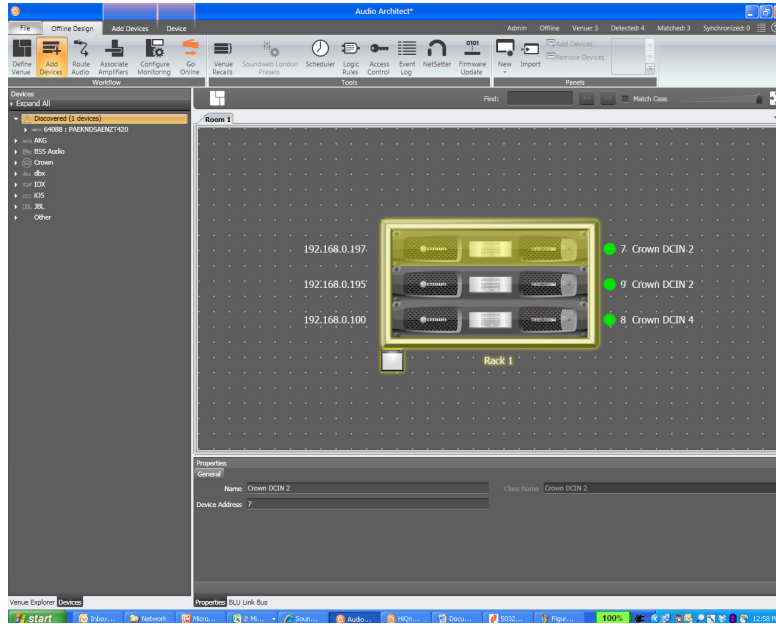 Audio Architect*
File Offline Design Add Devices Device
Admin Offline Venue: 3 Detected: 4 Matched: 3 Synchronized: 0
Define Venue
Add Devices
Route Audio
Associate Amplifiers
Configure Monitoring
Go Online
Workflow
Venue Recalls
Soundweb London Presets
Scheduler
Logic Rules
Access Control
Event Log
NetSetter
0101
Firmware Update
Tools
New
Import
Add Devices
Remove Devices
Panels
Devices
+ Expand All
Discovered (1 devices)
64088 : PAEKNDSAENZT420
AKG
BSS Audio
Crown
dbx
IDX
iOS
JBL
Other
Find:
Match Case
Room 1
192.168.0.197
7 Crown DCIN 2
192.168.0.195
9 Crown DCIN 2
192.168.0.100
8 Crown DCIN 4
Rack 1
Properties
General
Name Crown DCIN 2
Class Name Crown DCIN 2
Device Address 7
Venue Explorer Devices
Properties BLU Link Bus
start Inbox... Network Micro... 2 Mi... Soun... Audio... HiQn... Docu... 5032... Figur... 100% 12:58 P